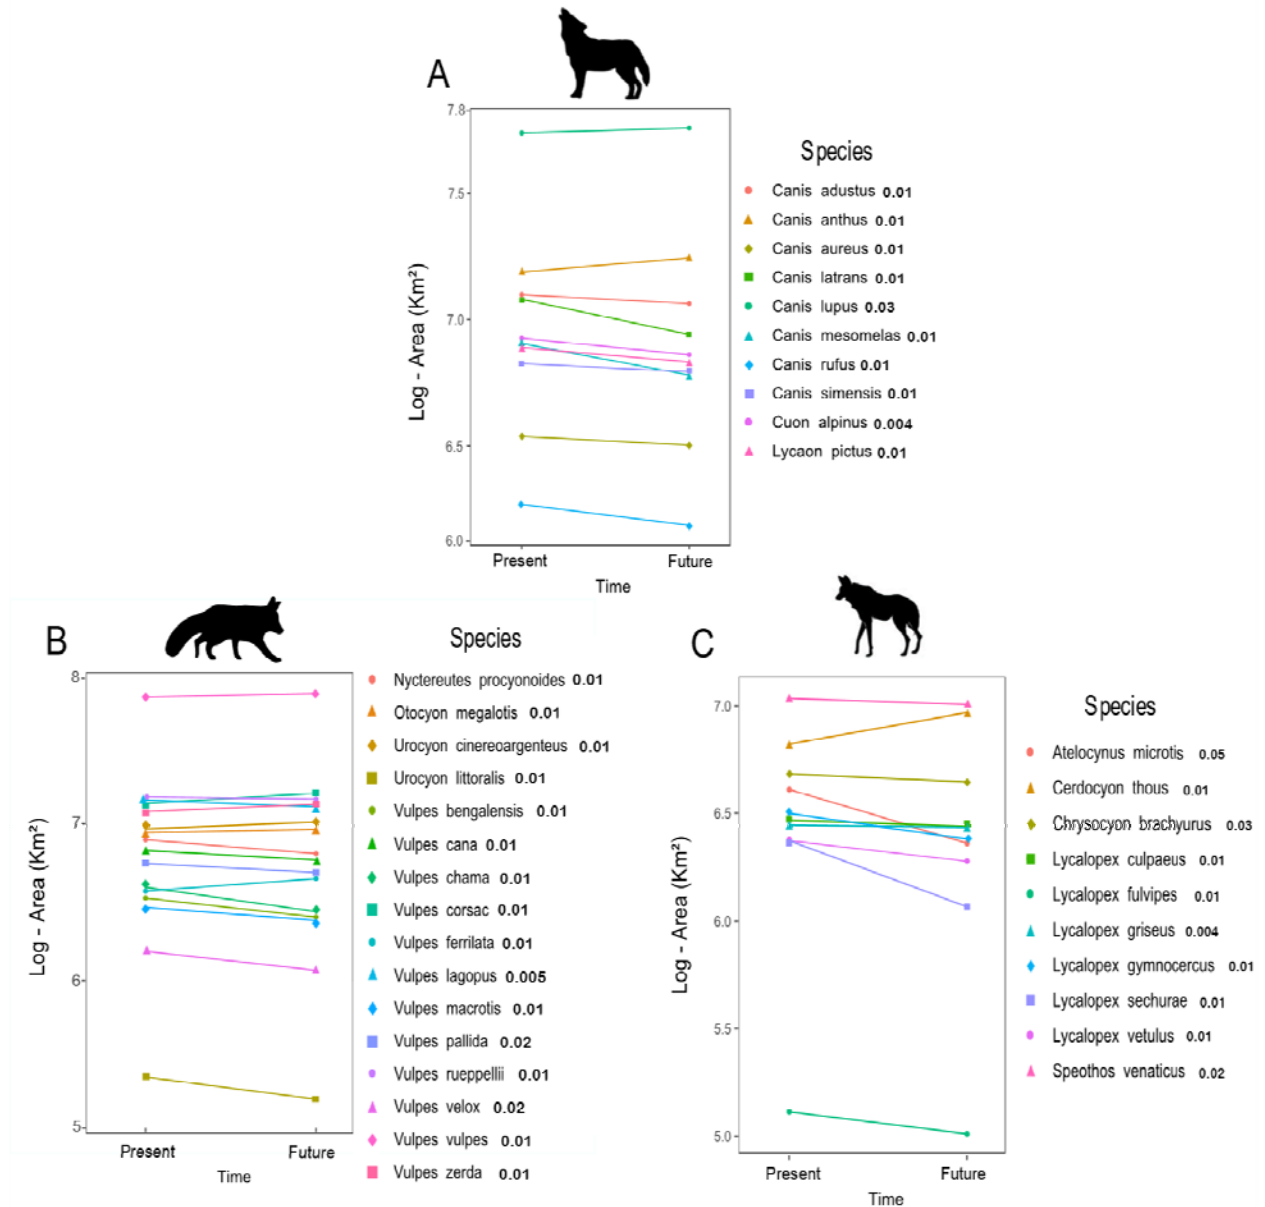 A
7.8
7.5
7.0
6.5
6.0
Log - Area (Km²)
Present
Future
Time
Species
Canis adustus 0.01
Canis anthus 0.01
Canis aureus 0.01
Canis latrans 0.01
Canis lupus 0.03
Canis mesomelas 0.01
Canis rufus 0.01
Canis simensis 0.01
Cuon alpinus 0.004
Lycaon pictus 0.01
B
8
7
6
5
Log - Area (Km²)
Present
Future
Time
Species
Nyctereutes procyonoides 0.01
Otocyon megalotis 0.01
Urocyon cinereoargenteus 0.01
Urocyon littoralis 0.01
Vulpes bengalensis 0.01
Vulpes cana 0.01
Vulpes chama 0.01
Vulpes corsac 0.01
Vulpes ferrilata 0.01
Vulpes lagopus 0.005
Vulpes macrotis 0.01
Vulpes pallida 0.02
Vulpes rueppellii 0.01
Vulpes velox 0.02
Vulpes vulpes 0.01
Vulpes zerda 0.01
C
7.0
6.5
6.0
5.5
5.0
Log - Area (Km²)
Present
Future
Time
Species
Atelocynus microtis 0.05
Cerdocyon thous 0.01
Chrysocyon brachyurus 0.03
Lycalopex culpaeus 0.01
Lycalopex fulvipes 0.01
Lycalopex griseus 0.004
Lycalopex gymnocercus 0.01
Lycalopex sechurae 0.01
Lycalopex vetulus 0.01
Speothos venaticus 0.02